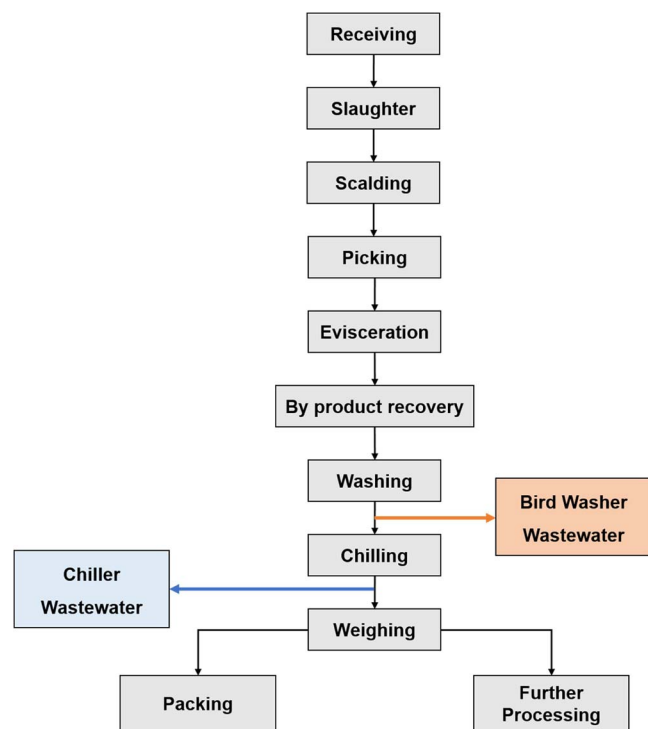 Receiving
Slaughter
Scalding
Picking
Evisceration
By product recovery
Washing
Bird Washer
Wastewater
Chilling
Chiller
Wastewater
Weighing
Packing
Further
Processing